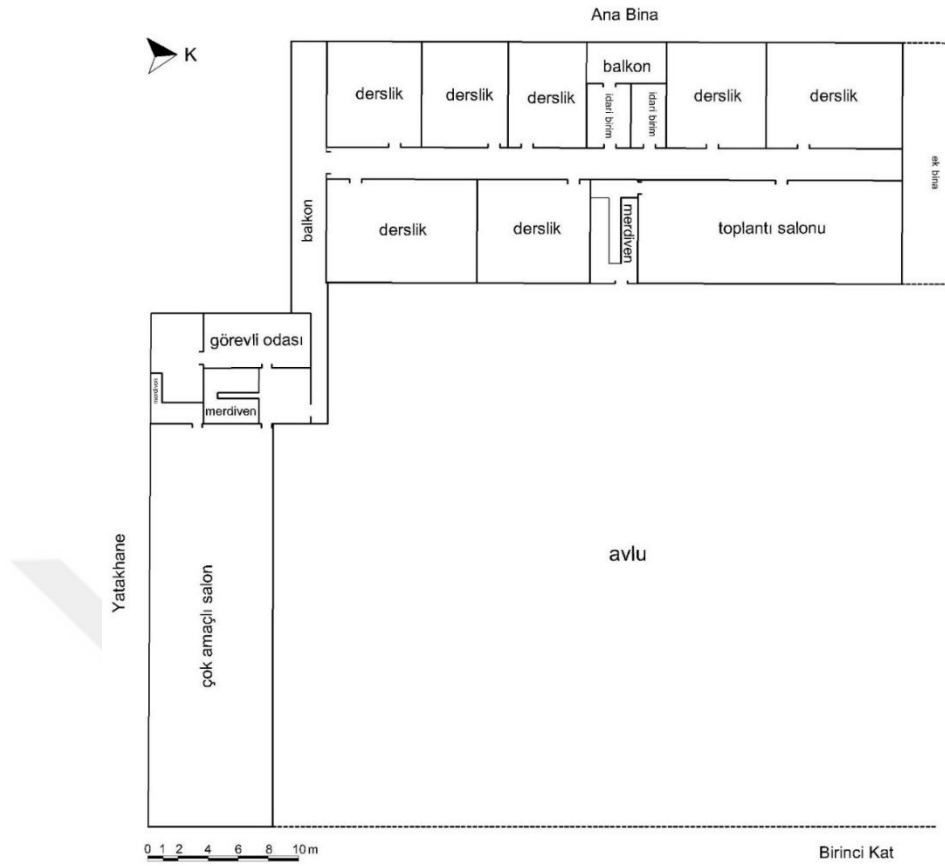 Ana Bina
K
balkon
derslik
derslik
derslik
idari birim
idari birim
derslik
derslik
ek bina
balkon
derslik
derslik
merdiven
toplantı salonu
görevli odası
merdiven
merdiven
Yatakhane
çok amaçlı salon
avlu
0 1 2 4 6 8 10 m
Birinci Kat